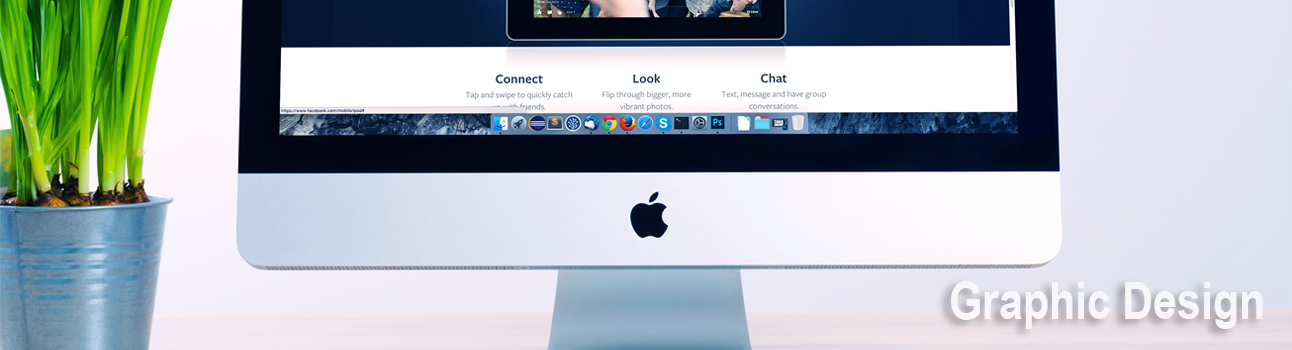 Connect
Look
Chat
Tap and swipe to quickly catch
Flip through bigger, more
Text, message and have group
up with friends.
vibrant photos.
conversations.
https://www.facebook.com/mobile/ipad#
S
S
Ps
Graphic Design